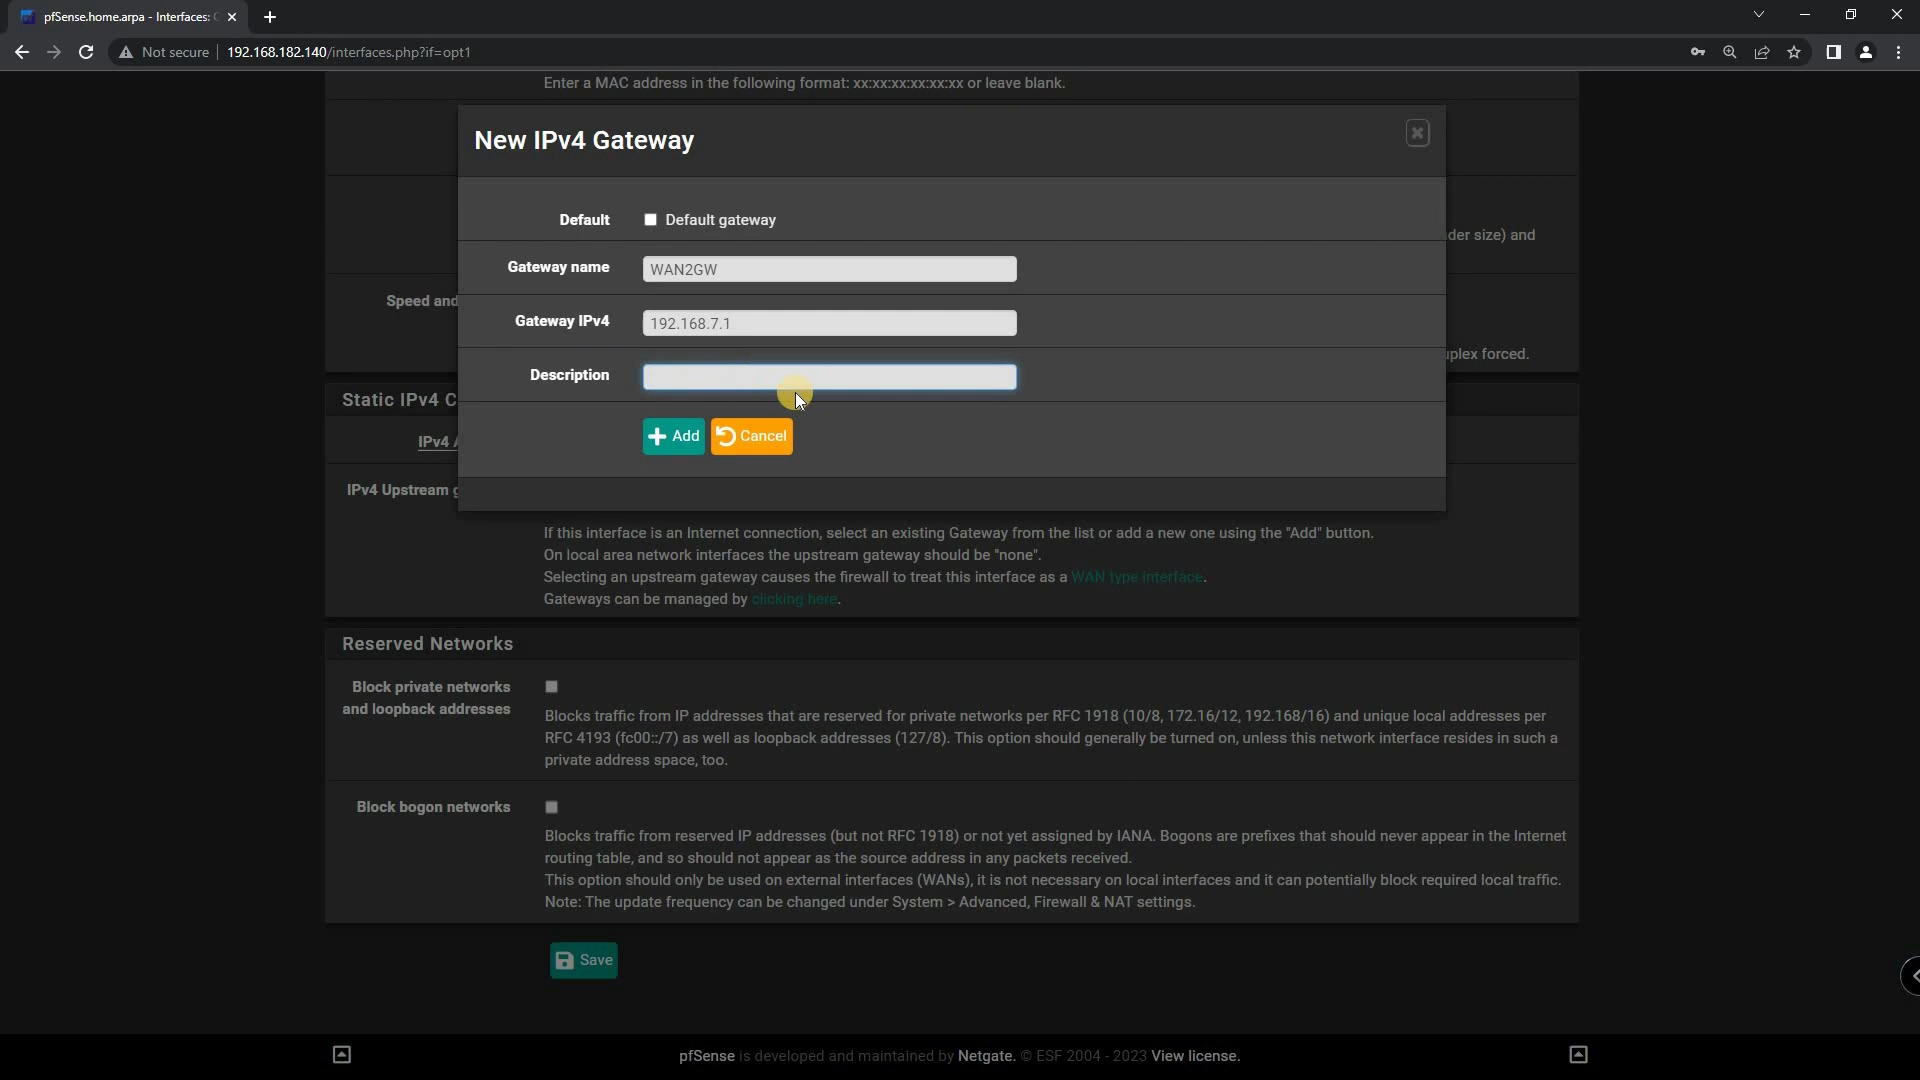 pfSense.home.arpa - Interfaces:
Not secure
192.168.182.140/interfaces.php?if=opt1
Enter a MAC address in the following format: xx:xx:xx:xx:xx:xx or leave blank.
New IPv4 Gateway
Default
Default gateway
der size) and
Gateway name
WAN2GW
Speed and
Gateway IPv4
192.168.7.1
plex forced.
Description
Static IPv4 C
+ Add
Cancel
IPv4
IPv4 Upstream g
If this interface is an Internet connection, select an existing Gateway from the list or add a new one using the "Add" button.
On local area network interfaces the upstream gateway should be "none".
Selecting an upstream gateway causes the firewall to treat this interface as a WAN type interface.
Gateways can be managed by clicking here.
Reserved Networks
Block private networks
and loopback addresses
Blocks traffic from IP addresses that are reserved for private networks per RFC 1918 (10/8, 172.16/12, 192.168/16) and unique local addresses per
RFC 4193 (fc00::/7) as well as loopback addresses (127/8). This option should generally be turned on, unless this network interface resides in such a
private address space, too.
Block bogon networks
Blocks traffic from reserved IP addresses (but not RFC 1918) or not yet assigned by IANA. Bogons are prefixes that should never appear in the Internet
routing table, and so should not appear as the source address in any packets received.
This option should only be used on external interfaces (WANs), it is not necessary on local interfaces and it can potentially block required local traffic.
Note: The update frequency can be changed under System > Advanced, Firewall & NAT settings.
Save
pfSense is developed and maintained by Netgate. © ESF 2004 - 2023 View license.